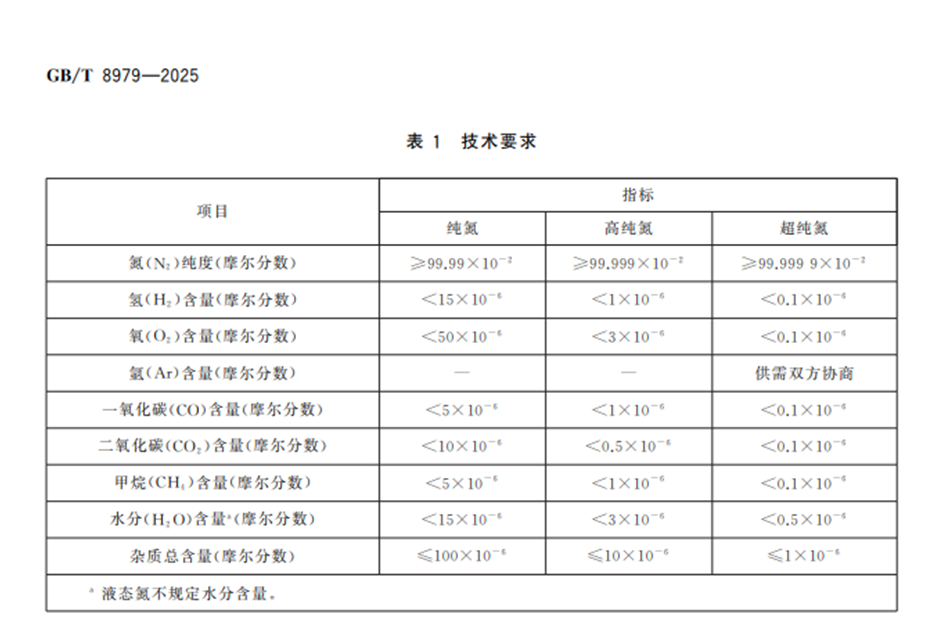 GB/T 8979—2025
表 1 技术要求
项目 指标
纯氮 高纯氮 超纯氮
氮(N₂)纯度(摩尔分数) ≥99.99×10⁻² ≥99.999×10⁻² ≥99.999 9×10⁻²
氢(H₂)含量(摩尔分数) <15×10⁻⁶ <1×10⁻⁶ <0.1×10⁻⁶
氧(O₂)含量(摩尔分数) <50×10⁻⁶ <3×10⁻⁶ <0.1×10⁻⁶
氩(Ar)含量(摩尔分数) — — 供需双方协商
一氧化碳(CO)含量(摩尔分数) <5×10⁻⁶ <1×10⁻⁶ <0.1×10⁻⁶
二氧化碳(CO₂)含量(摩尔分数) <10×10⁻⁶ <0.5×10⁻⁶ <0.1×10⁻⁶
甲烷(CH₄)含量(摩尔分数) <5×10⁻⁶ <1×10⁻⁶ <0.1×10⁻⁶
水分(H₂O)含量ᵃ(摩尔分数) <15×10⁻⁶ <3×10⁻⁶ <0.5×10⁻⁶
杂质总含量(摩尔分数) ≤100×10⁻⁶ ≤10×10⁻⁶ ≤1×10⁻⁶
ᵃ 液态氮不规定水分含量。